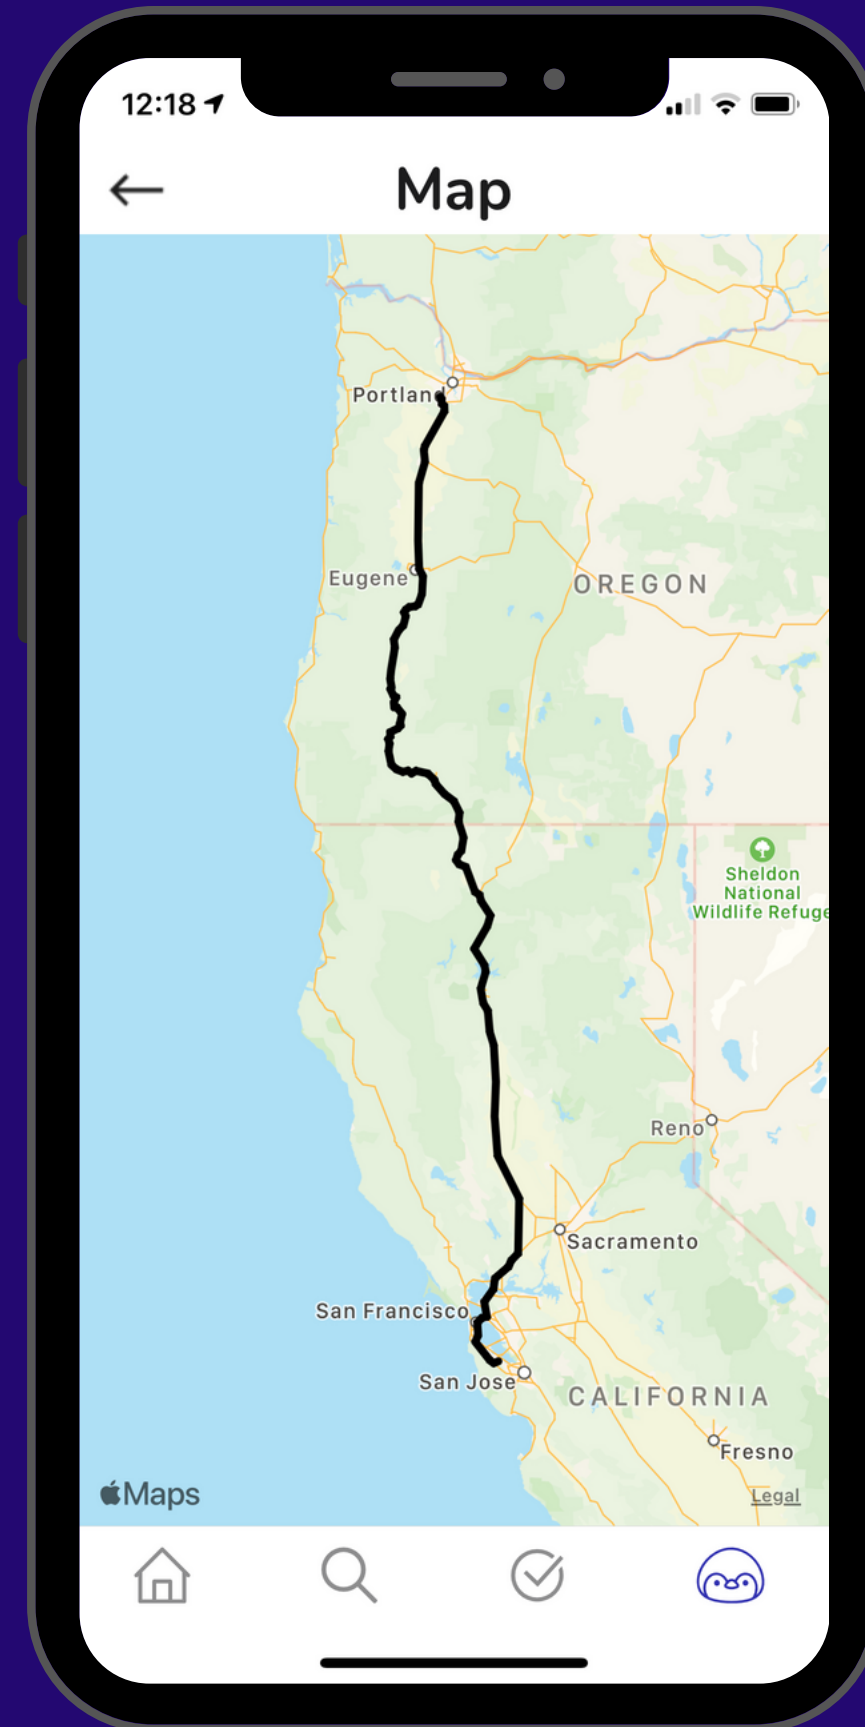 12:18
Map
Portland
Eugene
OREGON
Sheldon
National
Wildlife Refuge
Reno
Sacramento
San Francisco
San Jose
CALIFORNIA
Fresno
Maps
Legal